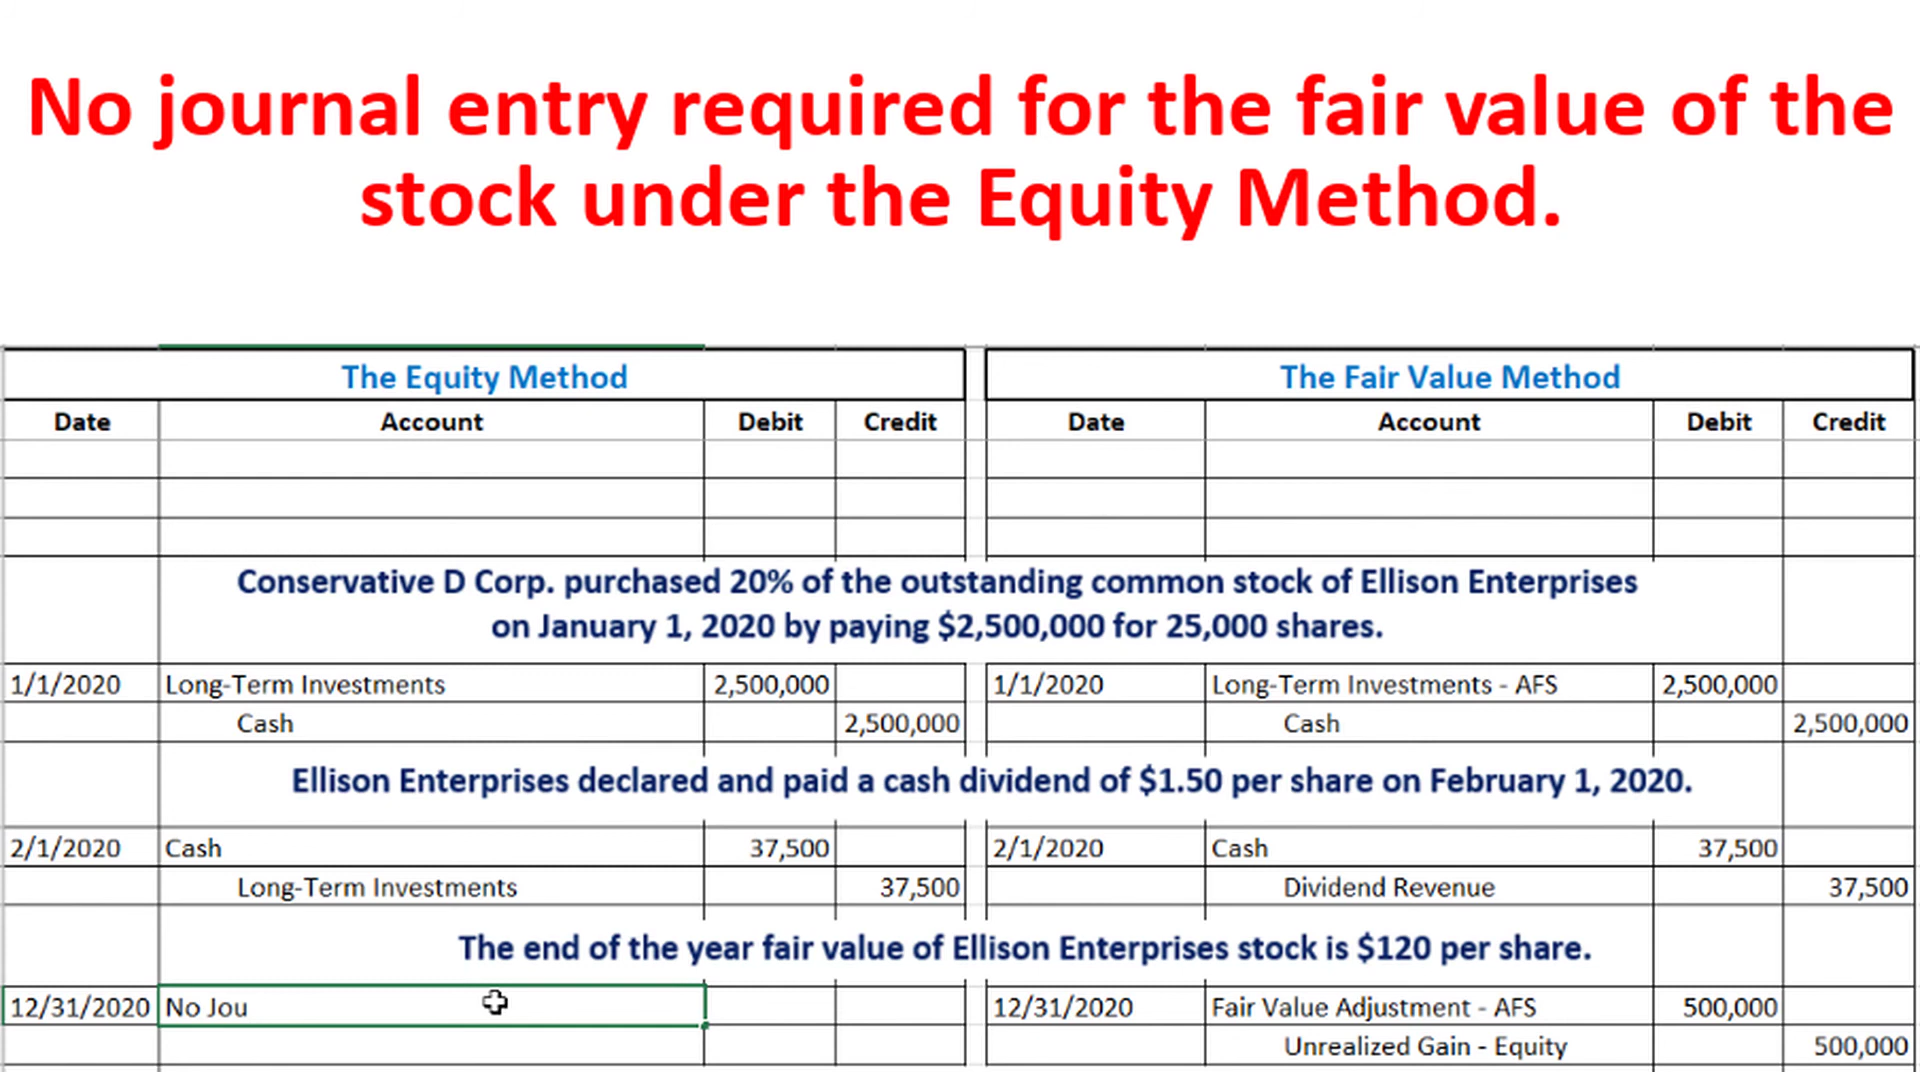 No journal entry required for the fair value of the
stock under the Equity Method.
The Equity Method The Fair Value Method
Date Account Debit Credit Date Account Debit Credit
Conservative D Corp. purchased 20% of the outstanding common stock of Ellison Enterprises
on January 1, 2020 by paying $2,500,000 for 25,000 shares.
1/1/2020 Long-Term Investments 2,500,000 1/1/2020 Long-Term Investments - AFS 2,500,000
Cash 2,500,000 Cash 2,500,000
Ellison Enterprises declared and paid a cash dividend of $1.50 per share on February 1, 2020.
2/1/2020 Cash 37,500 2/1/2020 Cash 37,500
Long-Term Investments 37,500 Dividend Revenue 37,500
The end of the year fair value of Ellison Enterprises stock is $120 per share.
12/31/2020 No Jou 12/31/2020 Fair Value Adjustment - AFS 500,000
Unrealized Gain - Equity 500,000